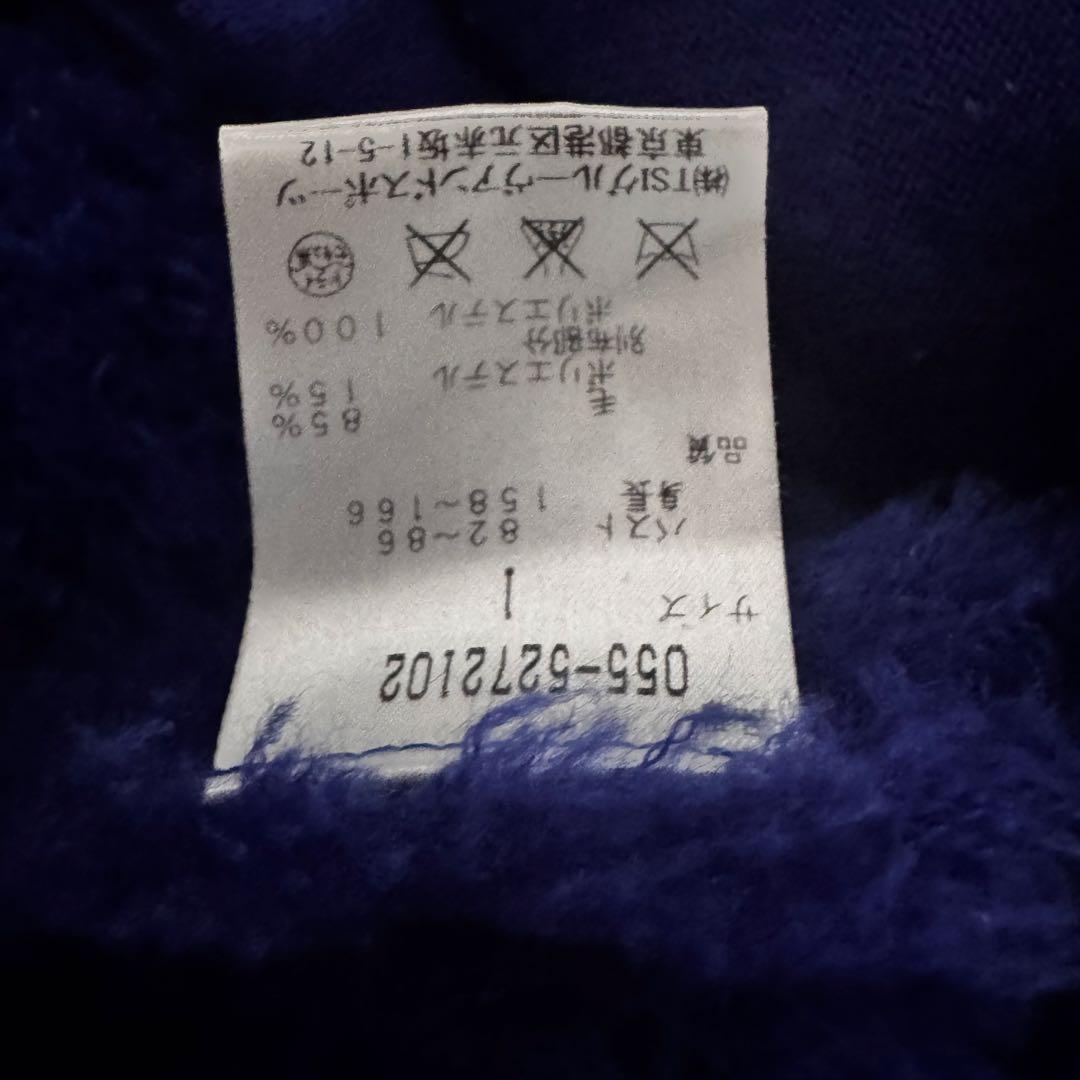 055-5272102
サイズ 1
バスト 82~86
身長 158~166
品質
毛 85%
ポリエステル 15%
別布部分
ポリエステル 100%
ドライ
㈱TSIグルーヴアンドスポーツ
東京都港区元赤坂1-5-12